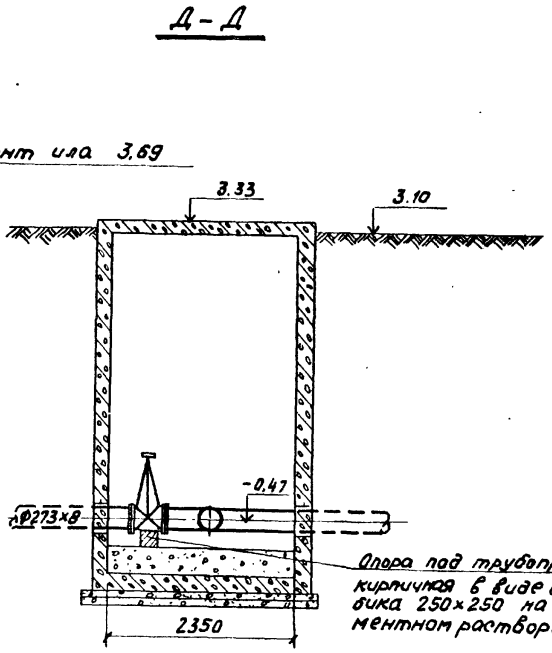 Д-Д
нт ила 3,69
3.33
3.10
-0.47
Ф273×8
Опора под трубопр
кирпичная в виде
бика 250×250 на
ментном раствор
2350